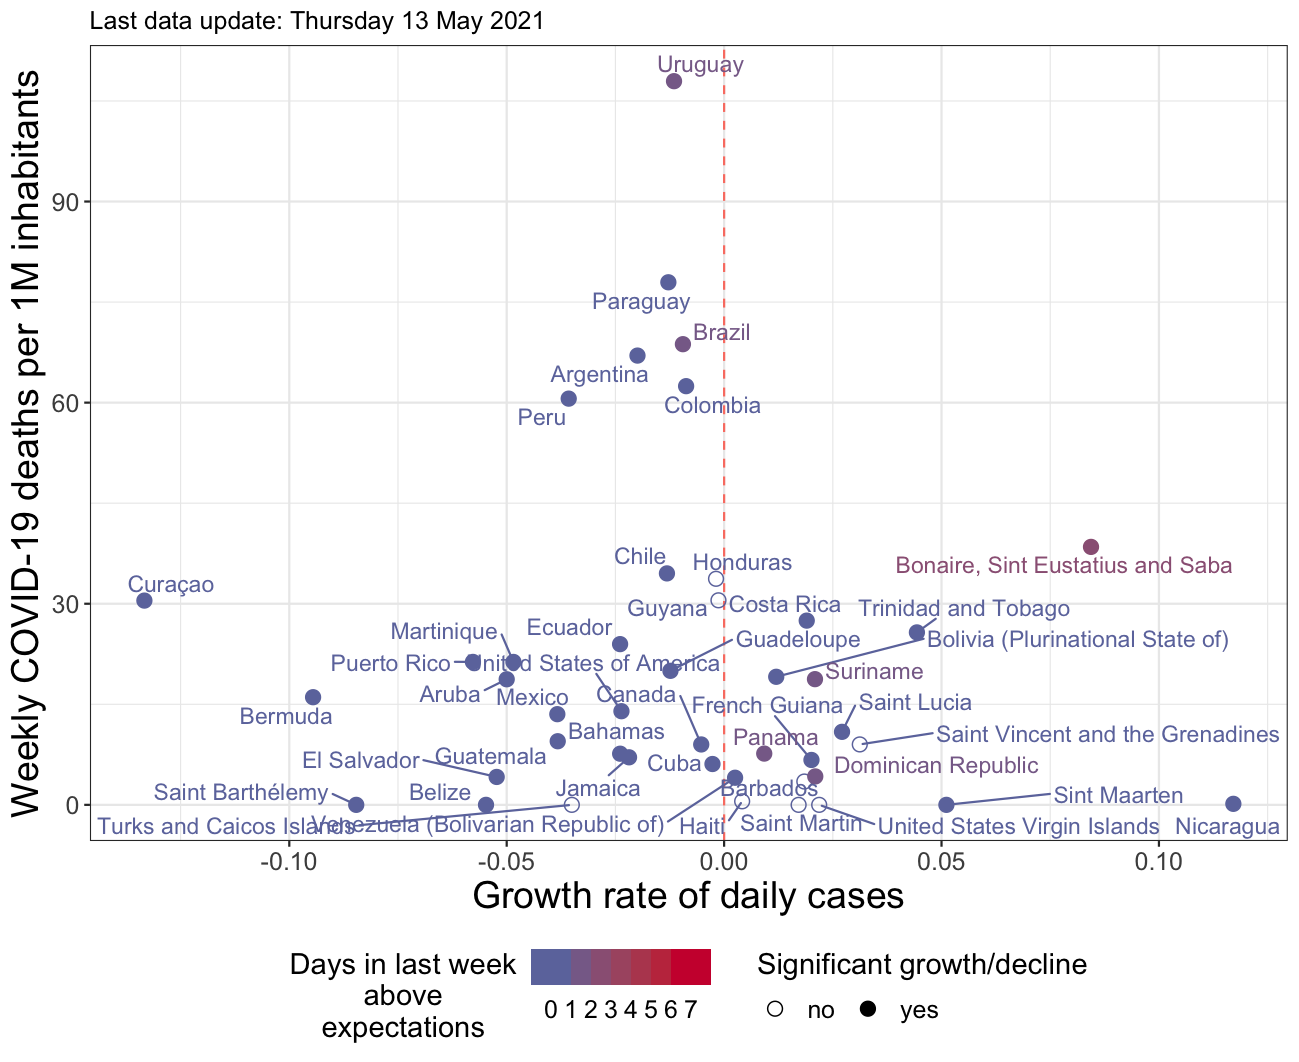 Last data update: Thursday 13 May 2021
Weekly COVID-19 deaths per 1M inhabitants
90
60
30
0
Uruguay
Paraguay
Brazil
Argentina
Colombia
Peru
Chile
Honduras
Bonaire, Sint Eustatius and Saba
Curaçao
Guyana
Costa Rica
Trinidad and Tobago
Martinique
Ecuador
Guadeloupe
Bolivia (Plurinational State of)
Puerto Rico
United States of America
Suriname
Aruba
Mexico
Canada
French Guiana
Saint Lucia
Bermuda
Bahamas
Panama
Saint Vincent and the Grenadines
El Salvador
Guatemala
Cuba
Dominican Republic
Saint Barthélemy
Belize
Jamaica
Barbados
Sint Maarten
Turks and Caicos Islands
Venezuela (Bolivarian Republic of)
Haiti
Saint Martin
United States Virgin Islands
Nicaragua
-0.10
-0.05
0.00
0.05
0.10
Growth rate of daily cases
Days in last week
above
expectations
0 1 2 3 4 5 6 7
Significant growth/decline
no
yes